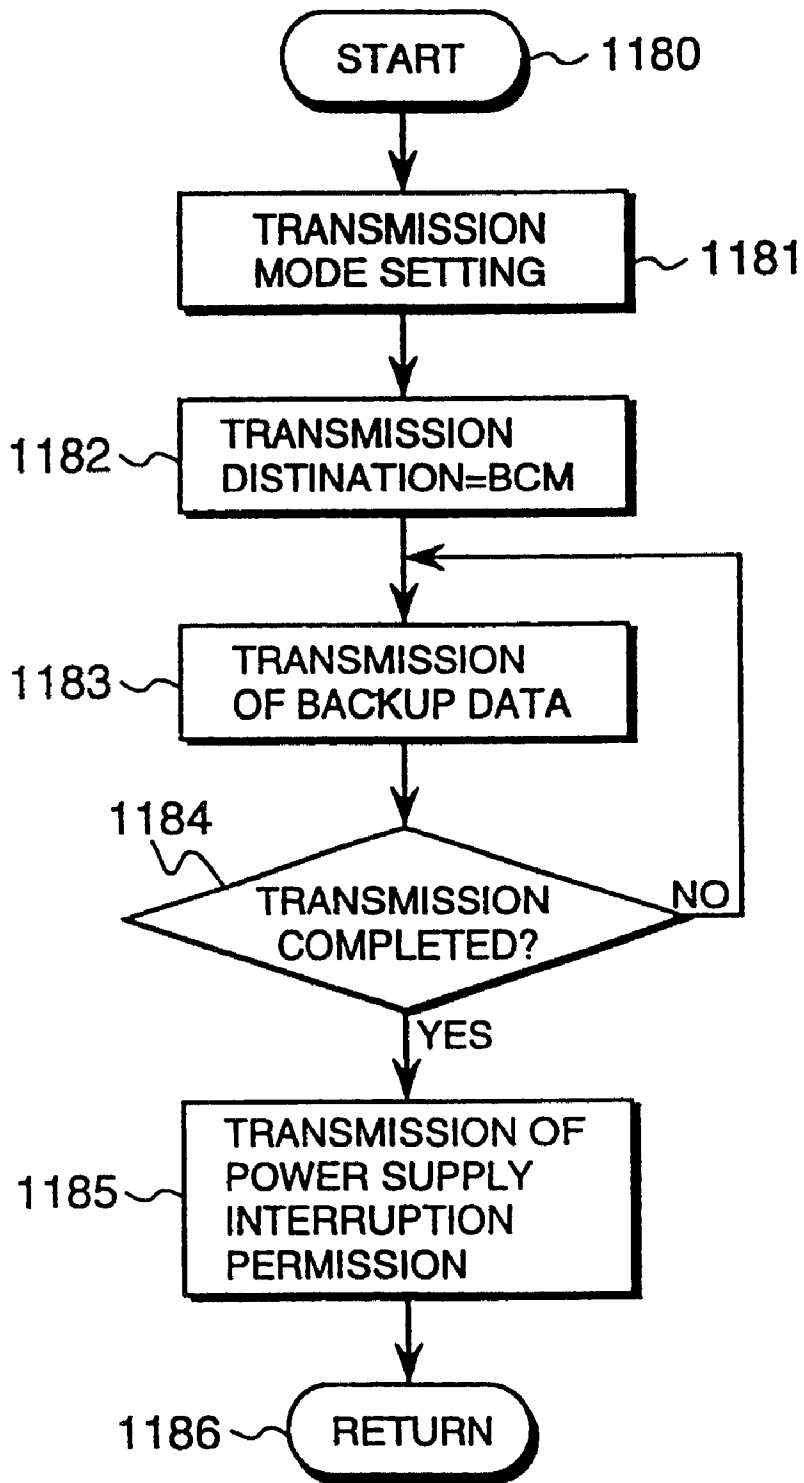 START
1180
TRANSMISSION
MODE SETTING
1181
1182
TRANSMISSION
DISTINATION=BCM
1183
TRANSMISSION
OF BACKUP DATA
1184
TRANSMISSION
COMPLETED?
NO
YES
1185
TRANSMISSION OF
POWER SUPPLY
INTERRUPTION
PERMISSION
1186
RETURN